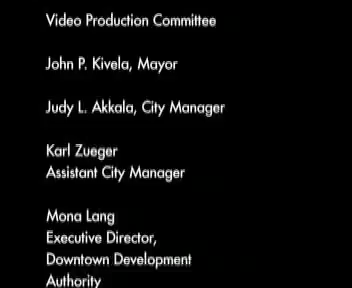 Video Production Committee
John P. Kivela, Mayor
Judy L. Akkala, City Manager
Karl Zueger
Assistant City Manager
Mona Lang
Executive Director,
Downtown Development
Authority